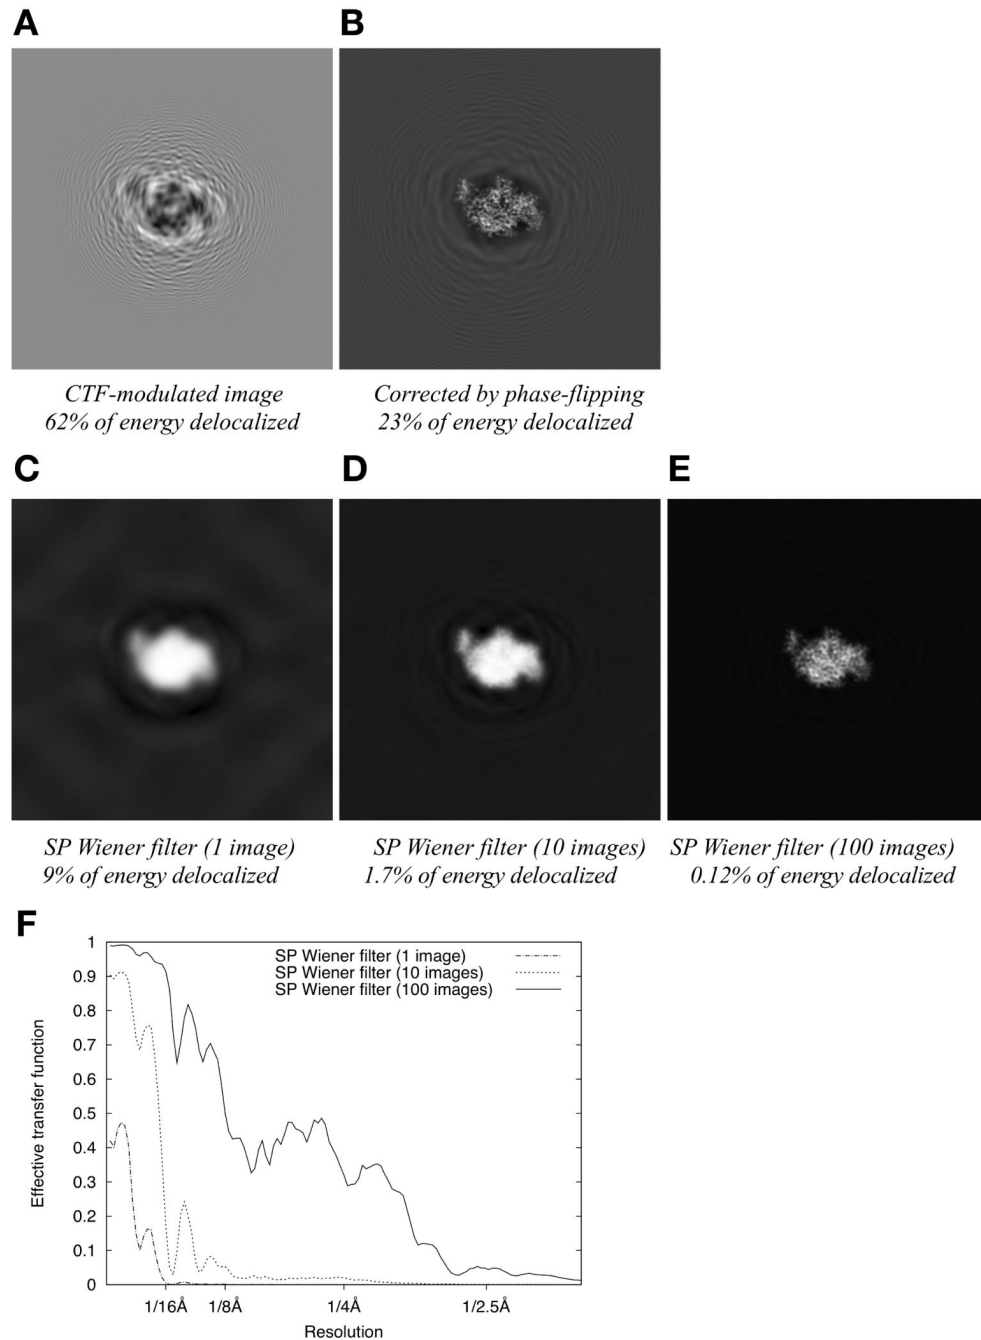 A
B
CTF-modulated image
62% of energy delocalized
Corrected by phase-flipping
23% of energy delocalized
C
D
E
SP Wiener filter (1 image)
9% of energy delocalized
SP Wiener filter (10 images)
1.7% of energy delocalized
SP Wiener filter (100 images)
0.12% of energy delocalized
F
SP Wiener filter (1 image)
SP Wiener filter (10 images)
SP Wiener filter (100 images)
Effective transfer function
1
0.9
0.8
0.7
0.6
0.5
0.4
0.3
0.2
0.1
0
1/16Å 1/8Å 1/4Å 1/2.5Å
Resolution